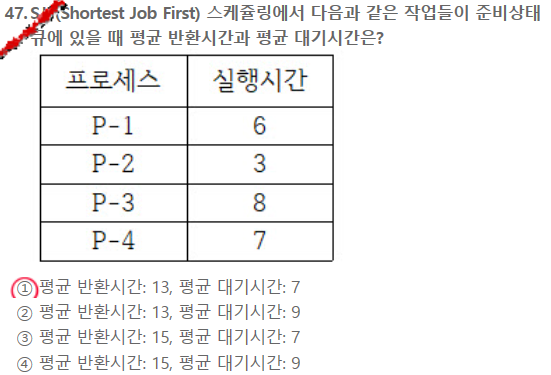 47. SJF(Shortest Job First) 스케줄링에서 다음과 같은 작업들이 준비상태
큐에 있을 때 평균 반환시간과 평균 대기시간은?
프로세스 실행시간
P-1 6
P-2 3
P-3 8
P-4 7
① 평균 반환시간: 13, 평균 대기시간: 7
② 평균 반환시간: 13, 평균 대기시간: 9
③ 평균 반환시간: 15, 평균 대기시간: 7
④ 평균 반환시간: 15, 평균 대기시간: 9